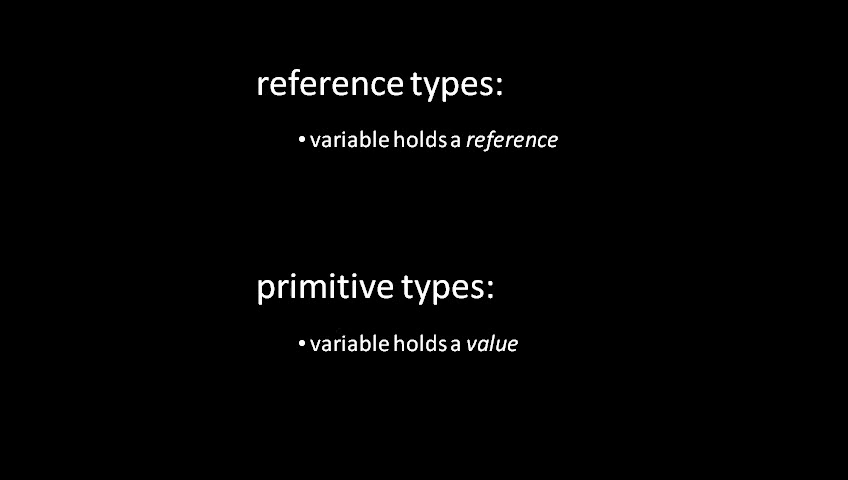 reference types:
• variable holds a reference
primitive types:
• variable holds a value